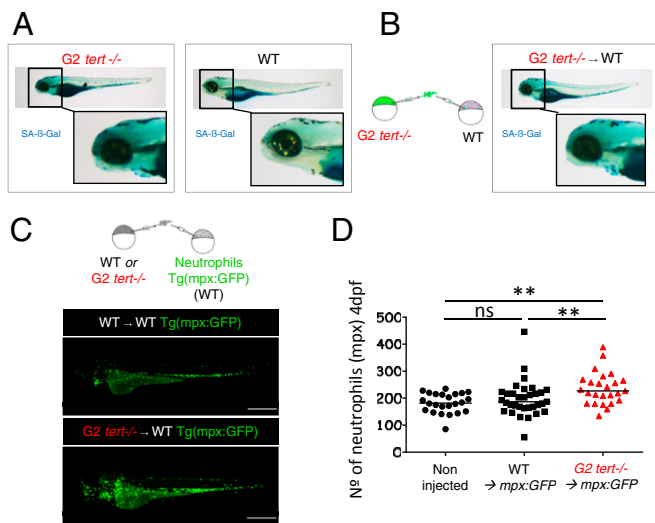 A
G2 tert -/-
SA-ß-Gal
WT
SA-ß-Gal
B
G2 tert-/-
WT
G2 tert-/- → WT
SA-ß-Gal
C
WT or
G2 tert-/-
Neutrophils
Tg(mpx:GFP)
(WT)
WT → WT Tg(mpx:GFP)
G2 tert-/-→WT Tg(mpx:GFP)
D
**
ns
**
Nº of neutrophils (mpx) 4dpf
500
400
300
200
100
0
Non
injected
WT
→ mpx:GFP
G2 tert-/-
→ mpx:GFP